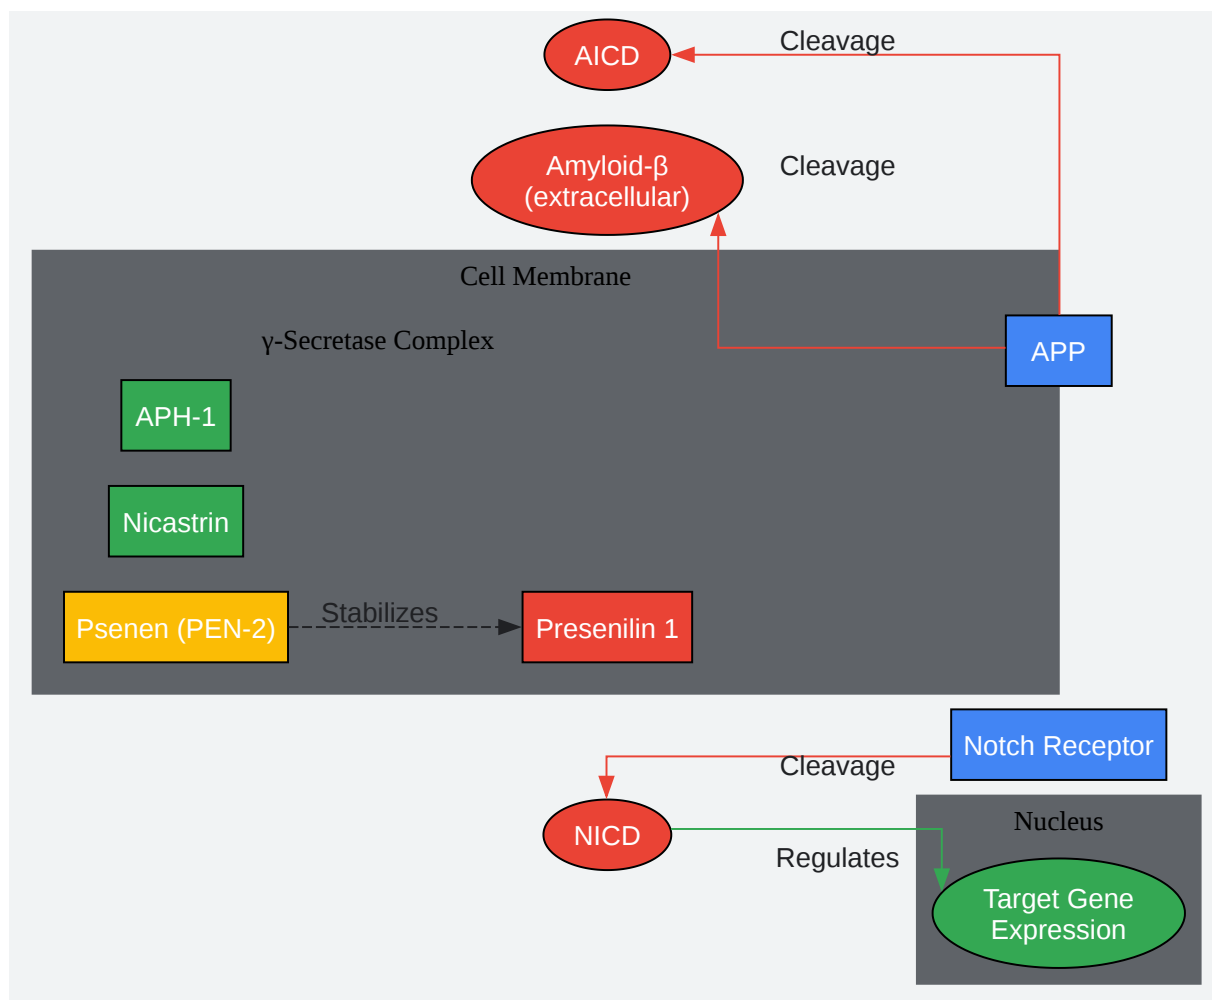 AICD
Cleavage
Amyloid-β
(extracellular)
Cleavage
Cell Membrane
γ-Secretase Complex
APP
APH-1
Nicastrin
Psenen (PEN-2)
Stabilizes
Presenilin 1
Notch Receptor
Cleavage
NICD
Nucleus
Regulates
Target Gene
Expression